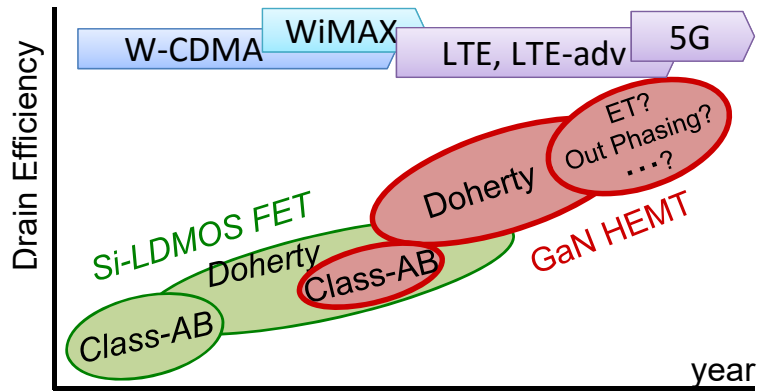 W-CDMA
WiMAX
LTE, LTE-adv
5G
Drain Efficiency
ET?
Out Phasing?
…?
Doherty
Si-LDMOS FET
GaN HEMT
Doherty
Class-AB
Class-AB
year